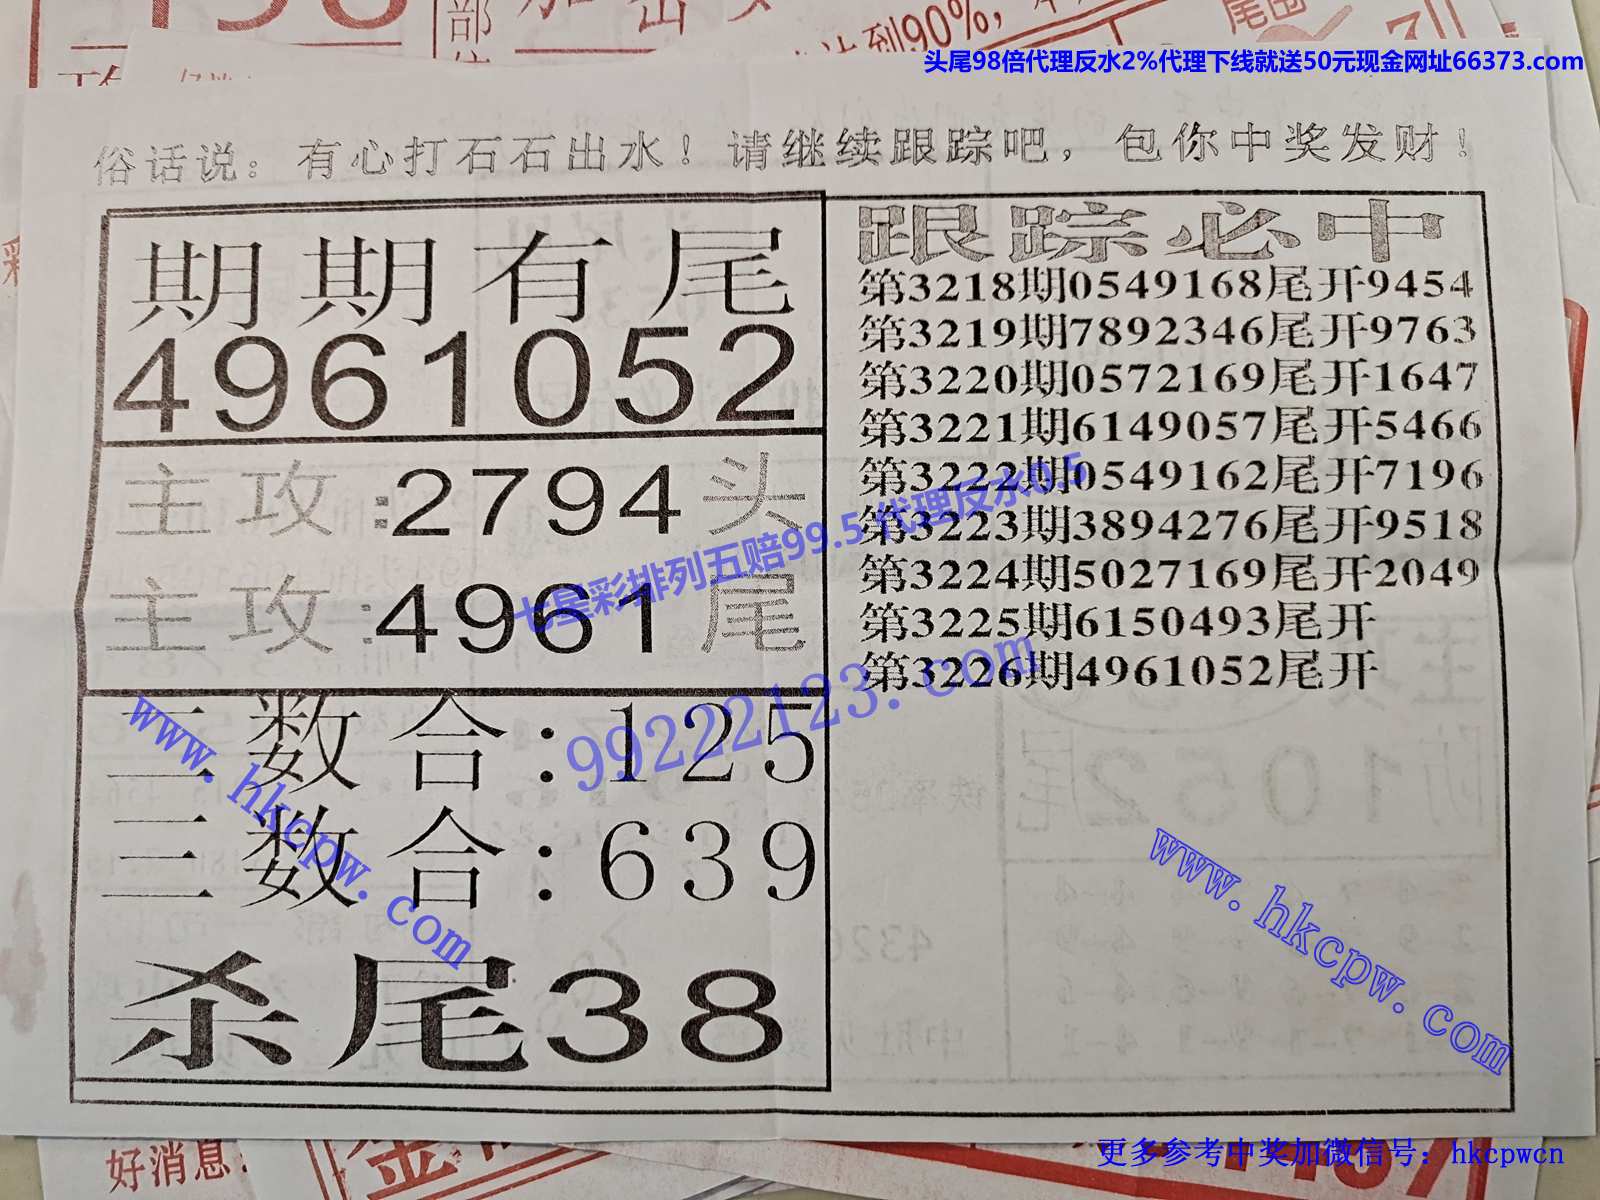 部
达到90%,
尾
头尾98倍代理反水2%代理下线就送50元现金网址66373.com
俗话说：有心打石石出水！请继续跟踪吧，包你中奖发财！
期期有尾
4961052
主攻:2794头
主攻:4961尾
二数合:125
三数合:639
杀尾38
跟踪必中
第3218期0549168尾开9454
第3219期7892346尾开9763
第3220期0572169尾开1647
第3221期6149057尾开5466
第3222期0549162尾开7196
第3223期3894276尾开9518
第3224期5027169尾开2049
第3225期6150493尾开
第3226期4961052尾开
七星彩排列五赔99.5 代理反水0.5
99222123.com
www.hkcpw.com
www.hkcpw.com
好消息:
更多参考中奖加微信号：hkcpwcn